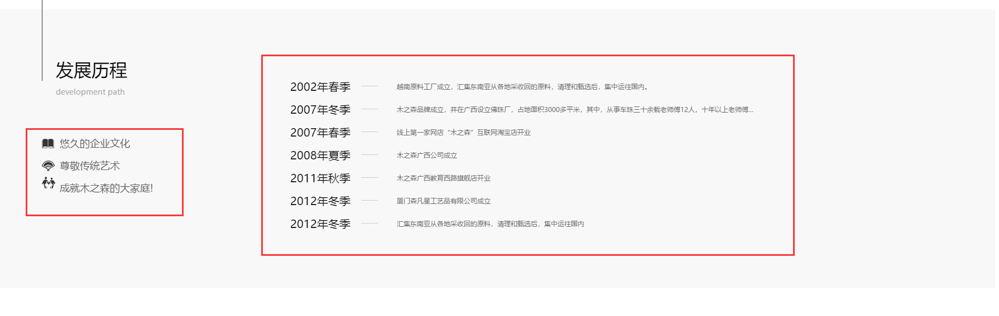 发展历程
development path
悠久的企业文化
尊敬传统艺术
成就木之森的大家庭!
2002年春季 越南原料工厂成立，汇集东南亚从各地采收回的原料，清理和甄选后，集中运往国内。
2007年冬季 木之森品牌成立，并在广西设立佛珠厂，占地面积3000多平米，其中，从事车珠三十余载老师傅12人，十年以上老师傅...
2007年春季 线上第一家网店“木之森”互联网淘宝店开业
2008年夏季 木之森广西公司成立
2011年秋季 木之森广西教育西路旗舰店开业
2012年冬季 厦门森凡星工艺品有限公司成立
2012年冬季 汇集东南亚从各地采收回的原料，清理和甄选后，集中运往国内